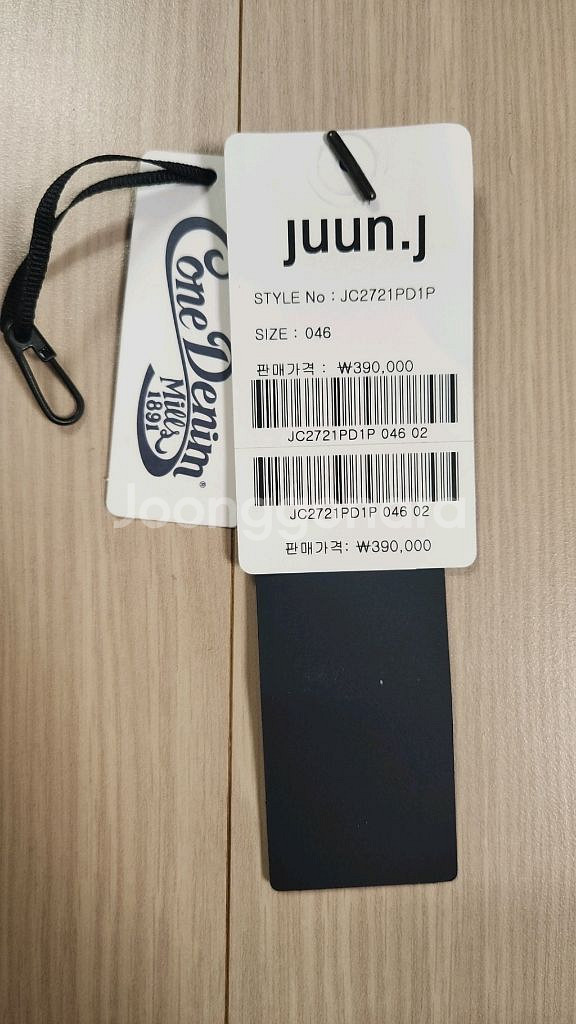 juun.j
STYLE No : JC2721PD1P
SIZE : 046
판매가격 : ₩390,000
JC2721PD1P 046 02
JC2721PD1P 046 02
판매가격: ₩390,000
Cone Denim
Mills
1891
®
Joonggonara